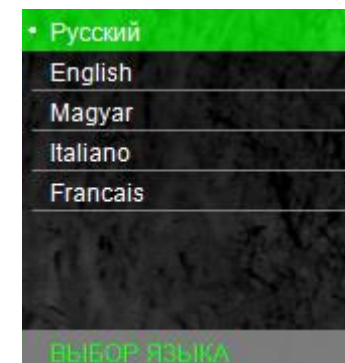 • Русский
English
Magyar
Italiano
Francais
ВЫБОР ЯЗЫКА